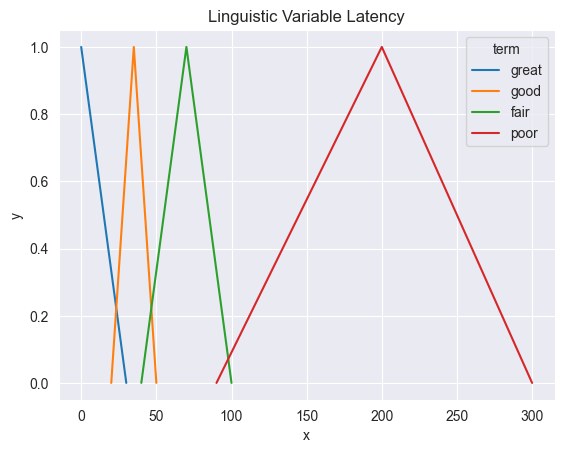 Linguistic Variable Latency
term
great
good
fair
poor
1.0
0.8
0.6
0.4
0.2
0.0
y
0 50 100 150 200 250 300
x